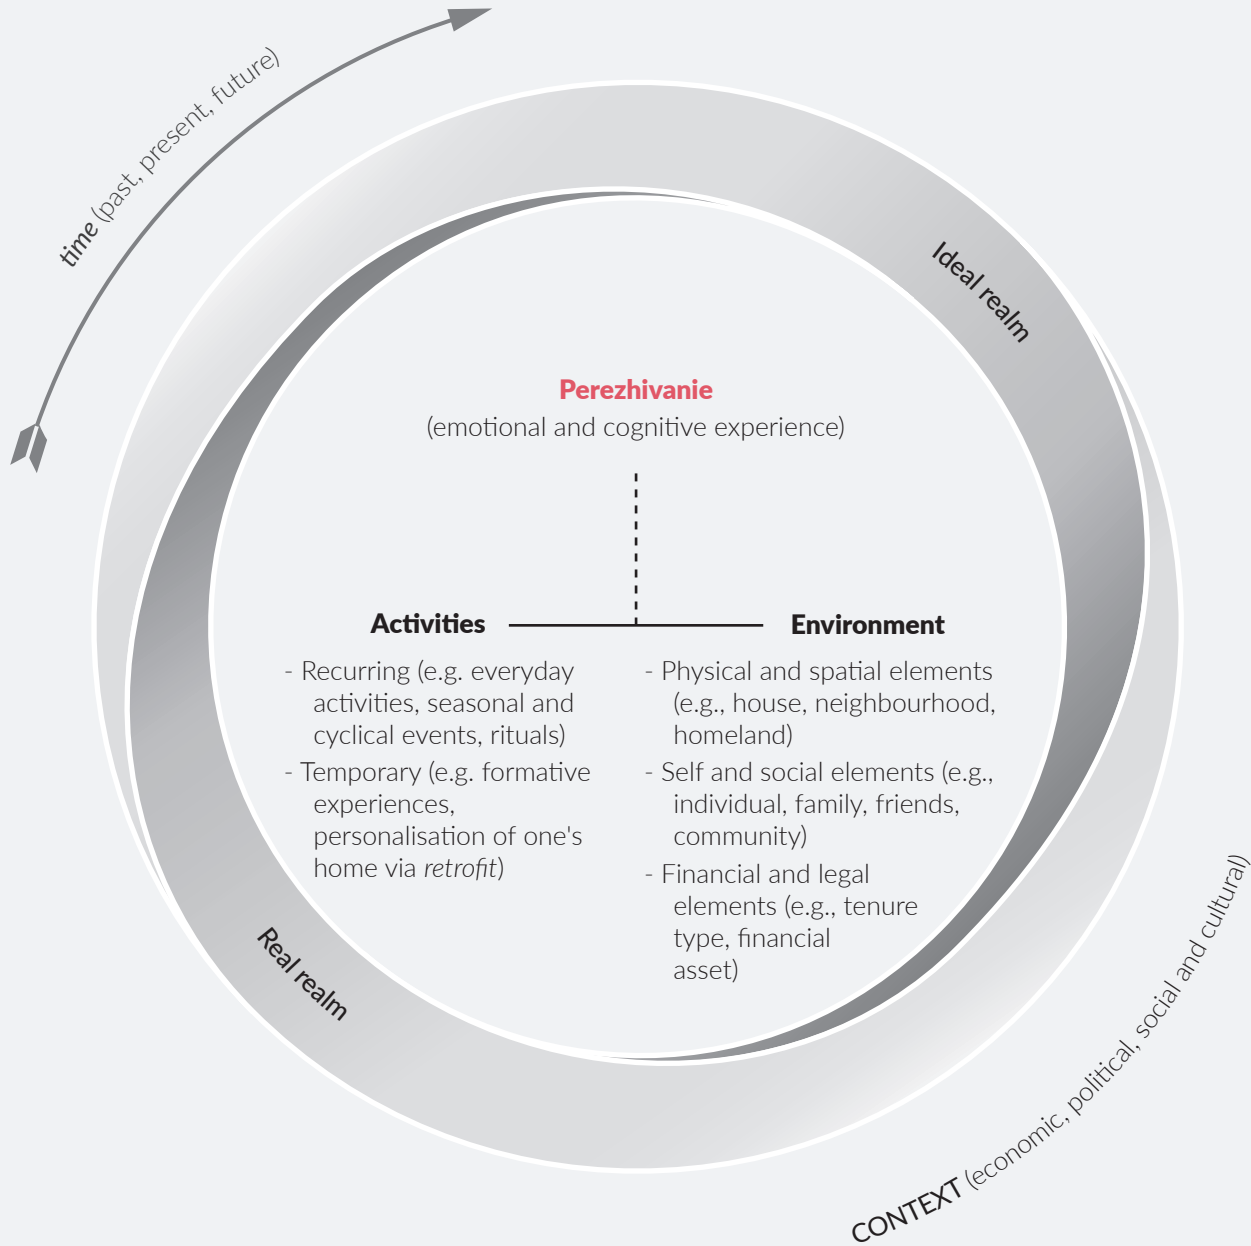 time (past, present, future)
Ideal realm
Perezhivanie
(emotional and cognitive experience)
Activities
- Recurring (e.g. everyday
activities, seasonal and
cyclical events, rituals)
- Temporary (e.g. formative
experiences,
personalisation of one's
home via retrofit)
Environment
- Physical and spatial elements
(e.g., house, neighbourhood,
homeland)
- Self and social elements (e.g.,
individual, family, friends,
community)
- Financial and legal
elements (e.g., tenure
type, financial
asset)
Real realm
CONTEXT (economic, political, social and cultural)